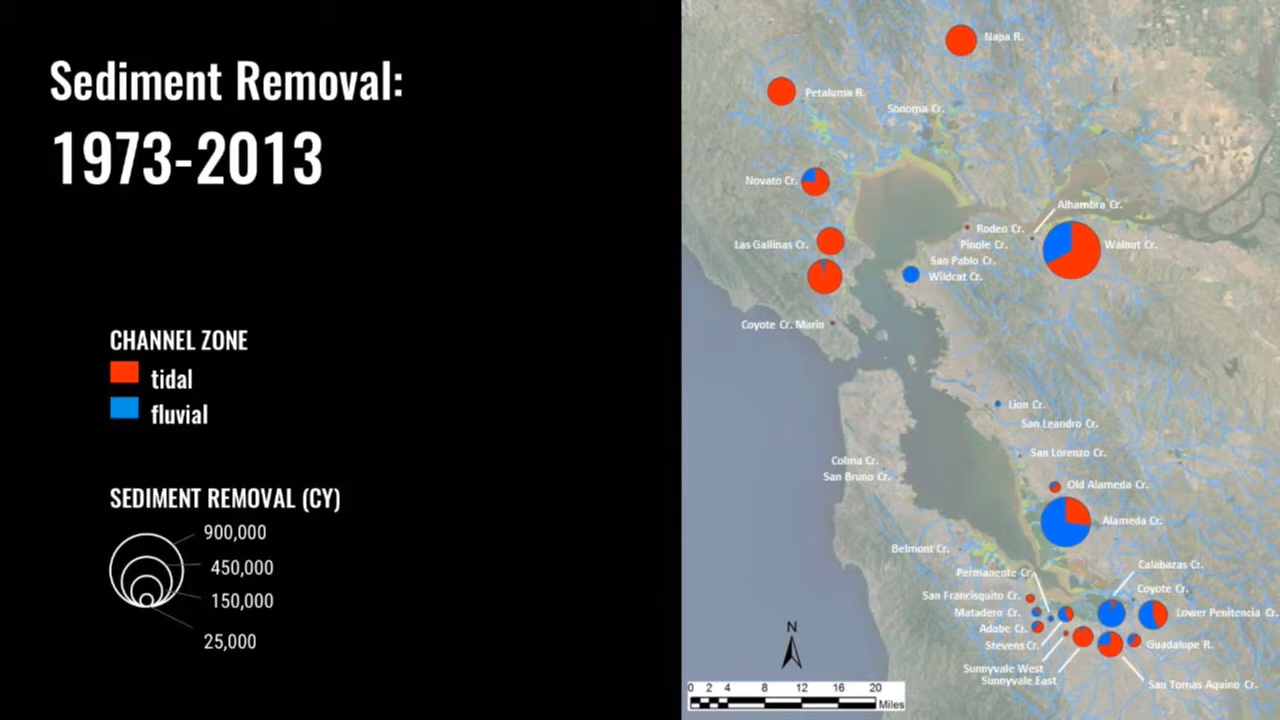 Sediment Removal:
1973-2013
CHANNEL ZONE
tidal
fluvial
SEDIMENT REMOVAL (CY)
900,000
450,000
150,000
25,000
Napa R.
Petaluma R.
Sonoma Cr.
Novato Cr.
Alhambra Cr.
Rodeo Cr.
Las Gallinas Cr.
Pinole Cr.
Walnut Cr.
San Pablo Cr.
Wildcat Cr.
Coyote Cr. Marin
Lion Cr.
San Leandro Cr.
San Lorenzo Cr.
Colma Cr.
San Bruno Cr.
Old Alameda Cr.
Alameda Cr.
Belmont Cr.
Calabazas Cr.
Permanente Cr.
Coyote Cr.
San Francisquito Cr.
Matadero Cr.
Lower Penitencia Cr.
Adobe Cr.
Stevens Cr.
Guadalupe R.
Sunnyvale West
Sunnyvale East
San Tomas Aquino Cr.
N
0 2 4 8 12 16 20
Miles